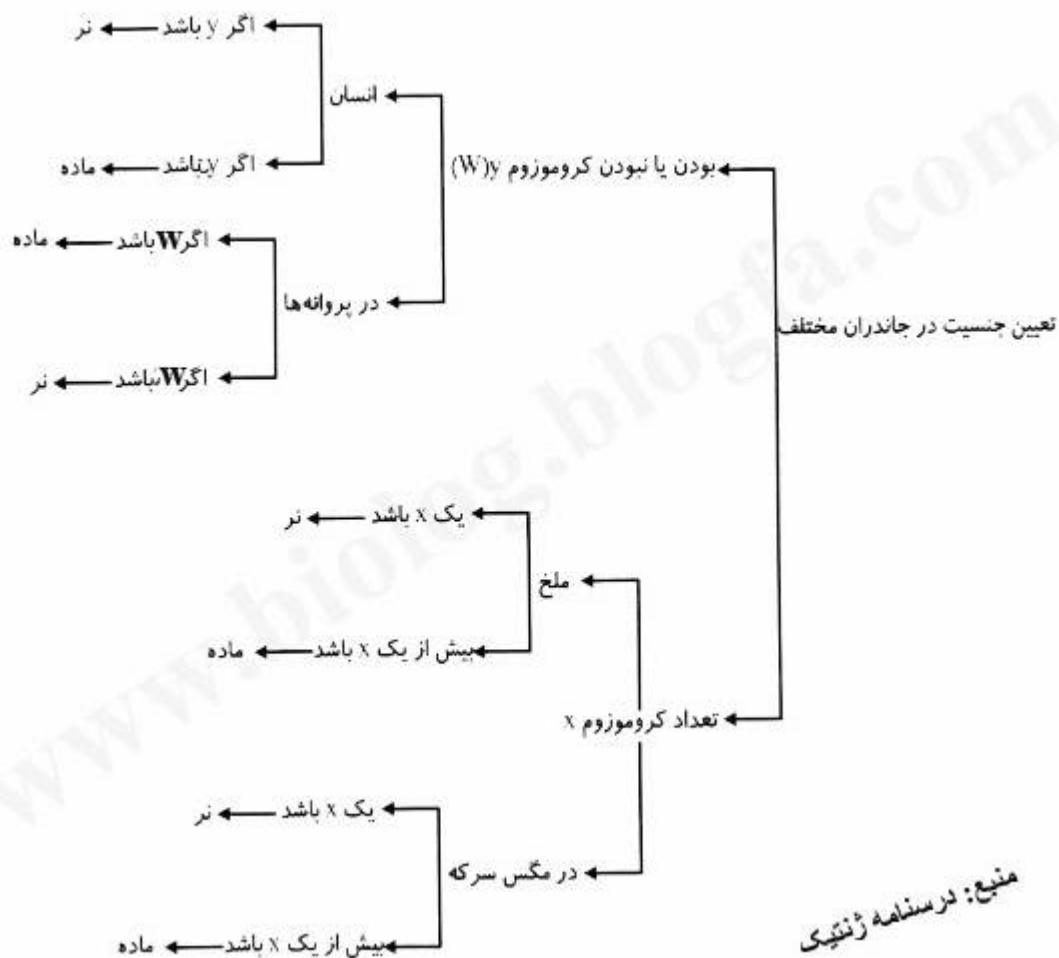 تعیین جنسیت در جاندران مختلف
بودن یا نبودن کروموزوم y(W)
انسان
اگر y باشد
نر
اگر y نباشد
ماده
در پروانه‌ها
اگر W باشد
ماده
اگر W نباشد
نر
تعداد کروموزوم x
ملخ
یک x باشد
نر
بیش از یک x باشد
ماده
در مگس سرکه
یک x باشد
نر
بیش از یک x باشد
ماده
منبع: درسنامه ژنتیک
www.biolog.blogfa.com